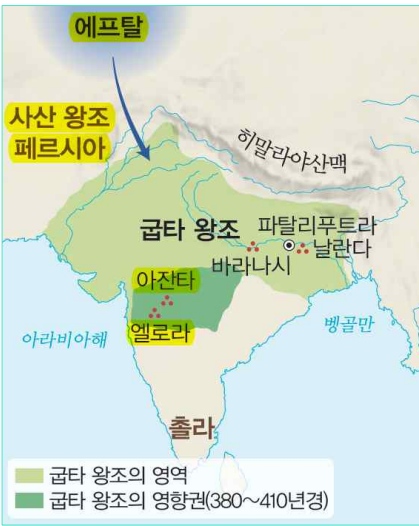 에프탈
사산 왕조
페르시아
히말라야산맥
굽타 왕조
파탈리푸트라
날란다
바라나시
아잔타
엘로라
아라비아해
벵골만
촐라
굽타 왕조의 영역
굽타 왕조의 영향권(380~410년경)